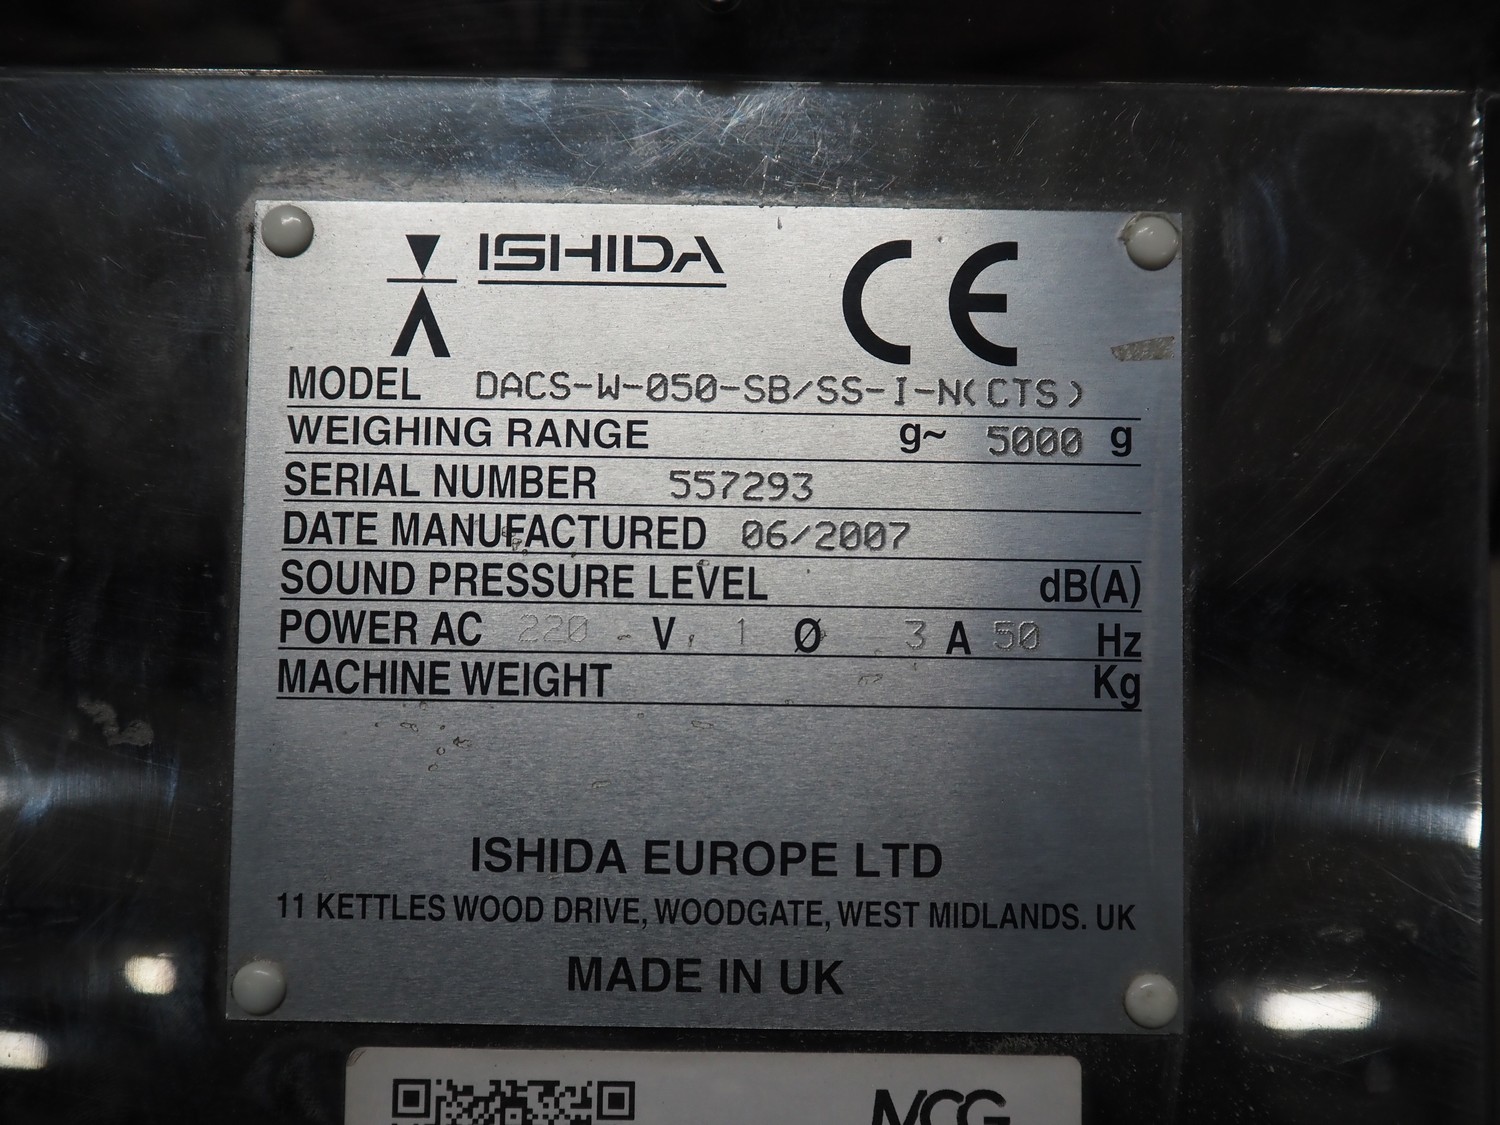 ISHIDA CE
MODEL DACS-W-050-SB/SS-I-N(CTS)
WEIGHING RANGE g~ 5000 g
SERIAL NUMBER 557293
DATE MANUFACTURED 06/2007
SOUND PRESSURE LEVEL dB(A)
POWER AC 220 - V, 1 Ø 3 A 50 Hz
MACHINE WEIGHT Kg
ISHIDA EUROPE LTD
11 KETTLES WOOD DRIVE, WOODGATE, WEST MIDLANDS. UK
MADE IN UK
MCG